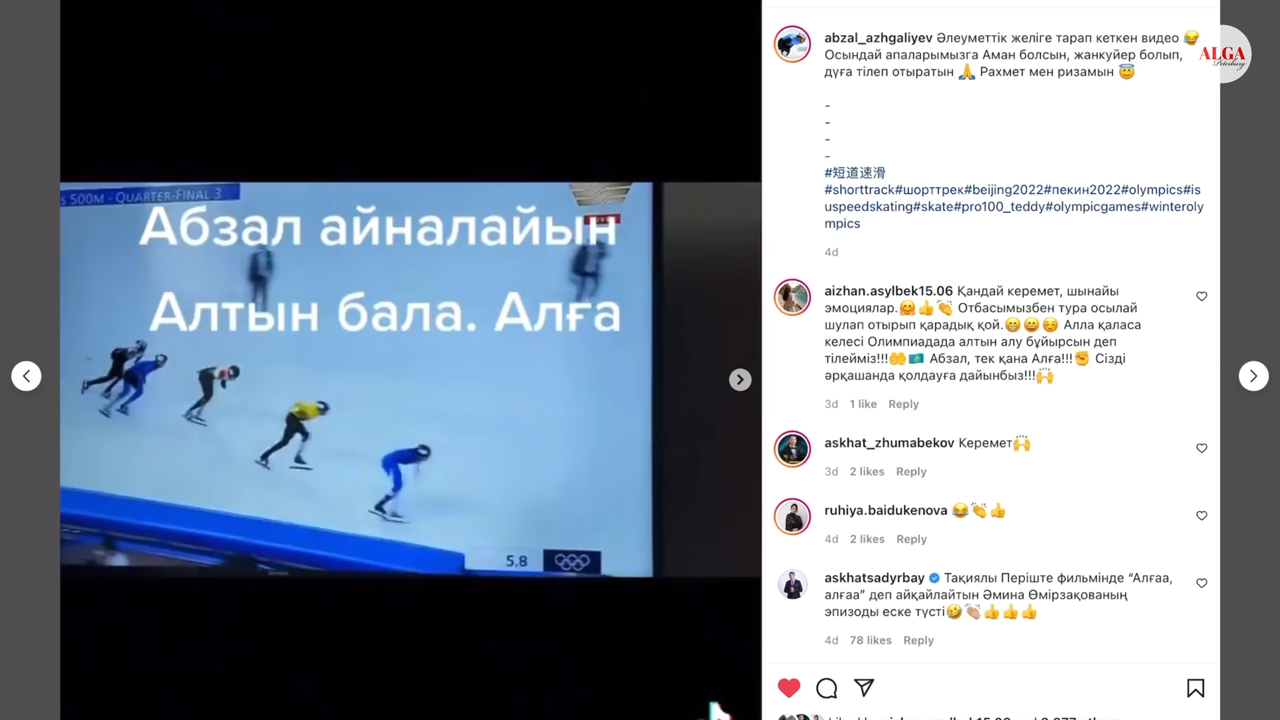 s 500M - QUARTER-FINAL 3
Абзал айналайын
Алтын бала. Алға
5.8
abzal_azhgaliyev Әлеуметтік желіге тарап кеткен видео 😂
Осындай апаларымызга Аман болсын, жанкуйер болып,
дұға тілеп отыратын 🙏 Рахмет мен ризамын 😇
-
-
-
-
#短道速滑
#shorttrack#шорттрек#beijing2022#пекин2022#olympics#is
uspeedskating#skate#pro100_teddy#olympicgames#winteroly
mpics
4d
aizhan.asylbek15.06 Қандай керемет, шынайы
эмоциялар.🤗👍👏 Отбасымызбен тура осылай
шулап отырып қарадық қой.😁😄☺️ Алла қаласа
келесі Олимпиадада алтын алу бұйырсын деп
тілейміз!!!🤲🇰🇿 Абзал, тек қана Алға!!!✊ Сізді
әрқашанда қолдауға дайынбыз!!!🙌
3d 1 like Reply
askhat_zhumabekov Керемет🙌
3d 2 likes Reply
ruhiya.baidukenova 😂👏👍
4d 2 likes Reply
askhatsadyrbay Тақиялы Періште фильмінде “Алғаа,
алғаа” деп айқайлайтын Әмина Өмірзақованың
эпизоды еске түсті🤣👏🏼👍👍👍
4d 78 likes Reply
ALGA